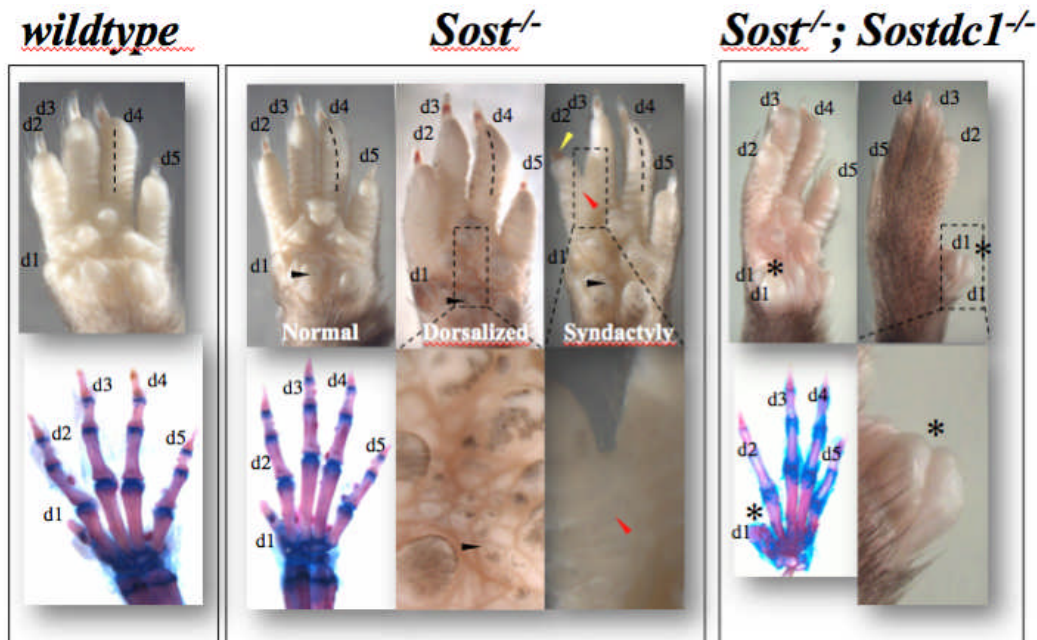 wildtype
Sost-/-
Sost-/-; Sostdc1-/-
d3
d4
d2
d5
d1
d3
d4
d2
d5
d1
Normal
d3
d4
d2
d5
d1
Dorsalized
d2
d3
d4
d5
d1
Syndactyly
d3
d4
d2
d5
*
d1
d1
d4
d3
d2
d5
d1
*
d1
d3
d4
d2
d5
d1
d3
d4
d2
d5
d1
d3
d4
d2
d5
*
d1
*